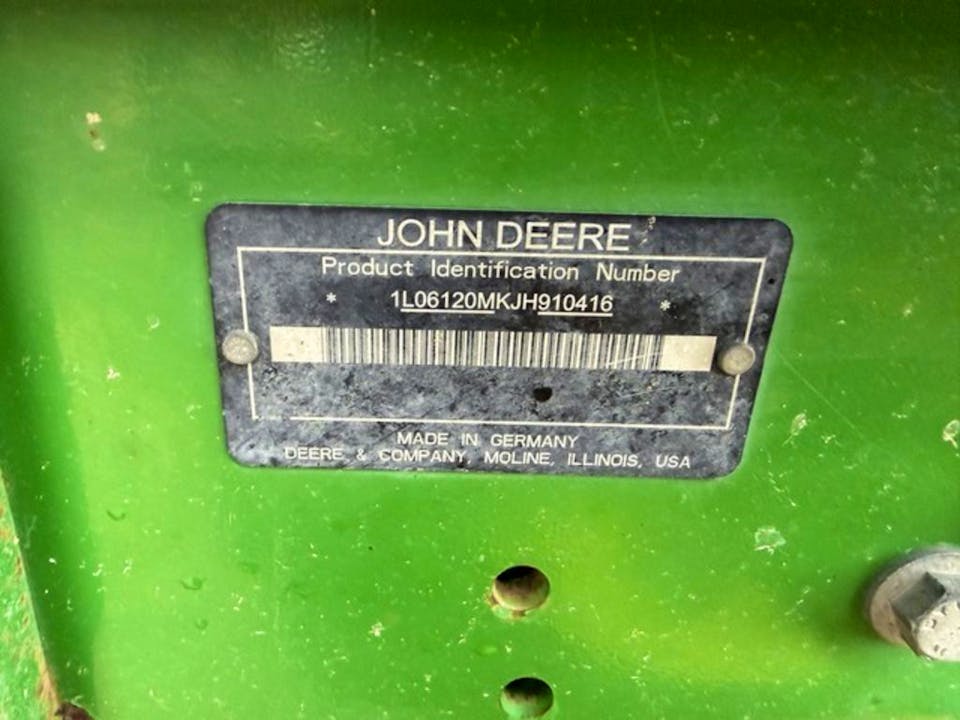 JOHN DEERE
Product Identification Number
* 1L06120MKJH910416 *
MADE IN GERMANY
DEERE & COMPANY, MOLINE, ILLINOIS, USA